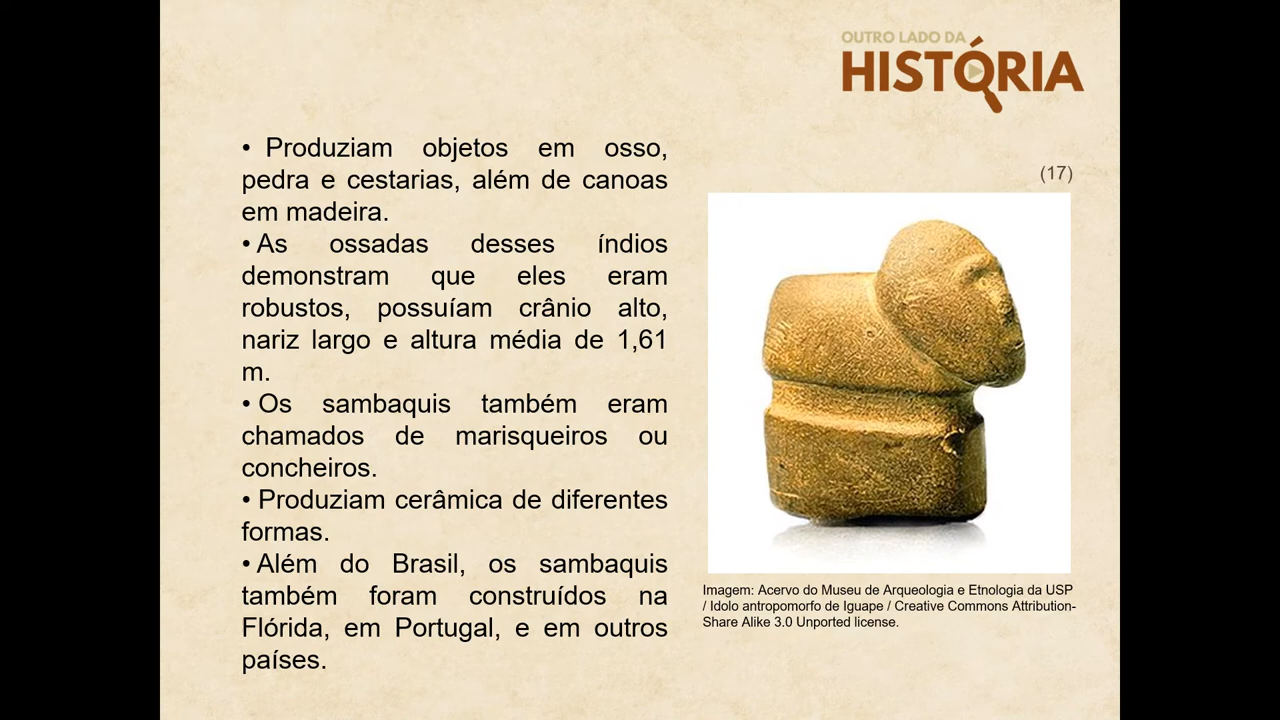 OUTRO LADO DA
HISTÓRIA
• Produziam objetos em osso,
pedra e cestarias, além de canoas
em madeira.
• As ossadas desses índios
demonstram que eles eram
robustos, possuíam crânio alto,
nariz largo e altura média de 1,61
m.
• Os sambaquis também eram
chamados de marisqueiros ou
concheiros.
• Produziam cerâmica de diferentes
formas.
• Além do Brasil, os sambaquis
também foram construídos na
Flórida, em Portugal, e em outros
países.
(17)
Imagem: Acervo do Museu de Arqueologia e Etnologia da USP
/ Idolo antropomorfo de Iguape / Creative Commons Attribution-
Share Alike 3.0 Unported license.